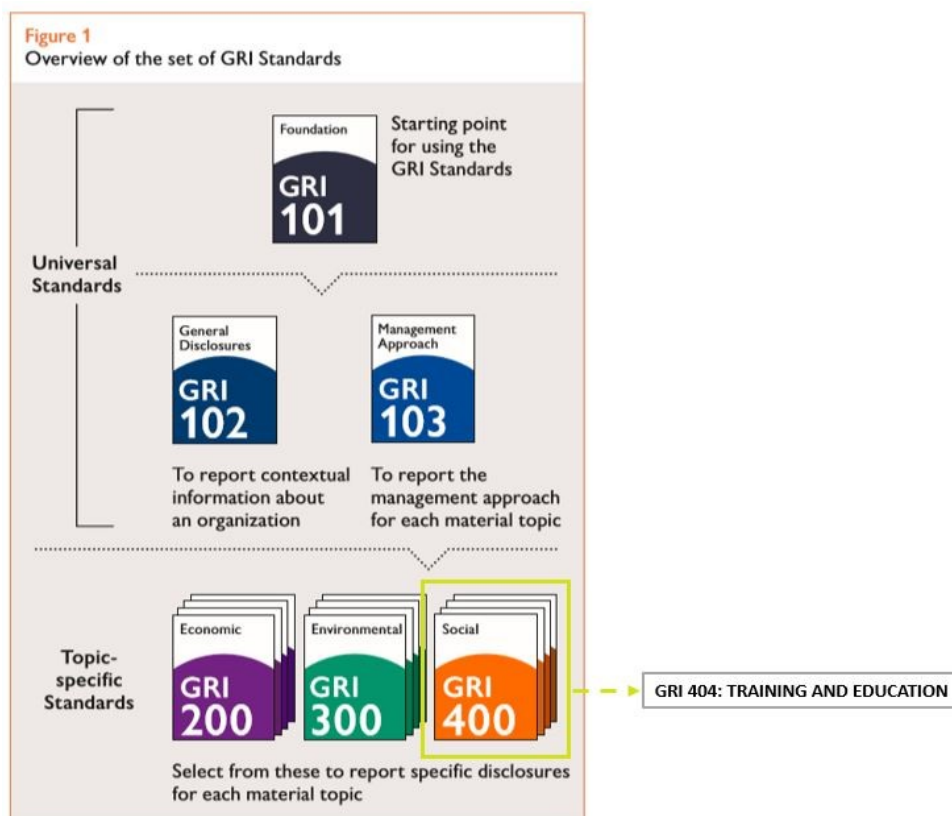 Figure 1
Overview of the set of GRI Standards
Foundation
GRI
101
Starting point
for using the
GRI Standards
Universal
Standards
General
Disclosures
GRI
102
Management
Approach
GRI
103
To report contextual
information about
an organization
To report the
management approach
for each material topic
Topic-
specific
Standards
Economic
GRI
200
Environmental
GRI
300
Social
GRI
400
GRI 404: TRAINING AND EDUCATION
Select from these to report specific disclosures
for each material topic